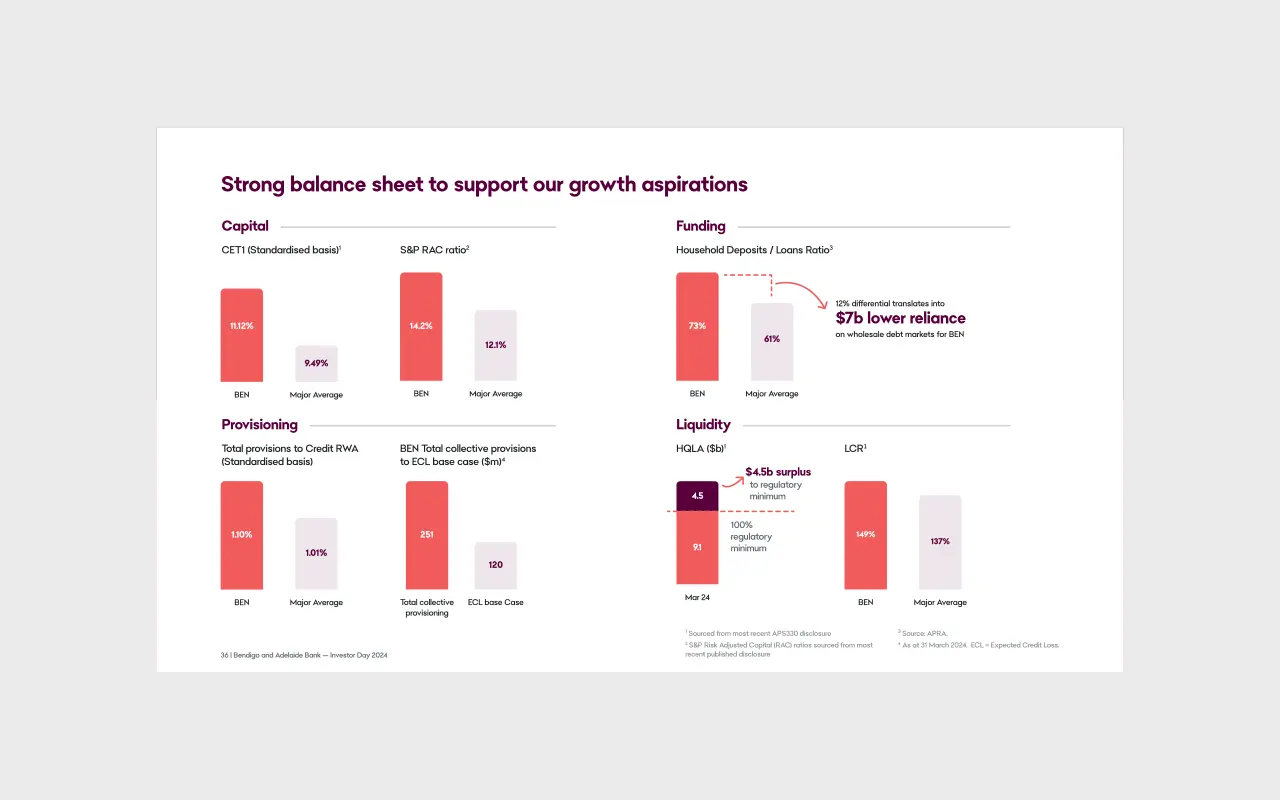 Strong balance sheet to support our growth aspirations
Capital
CET1 (Standardised basis)¹
11.12%
9.49%
BEN
Major Average
S&P RAC ratio²
14.2%
12.1%
BEN
Major Average
Funding
Household Deposits / Loans Ratio³
73%
61%
BEN
Major Average
12% differential translates into
$7b lower reliance
on wholesale debt markets for BEN
Provisioning
Total provisions to Credit RWA
(Standardised basis)
1.10%
1.01%
BEN
Major Average
BEN Total collective provisions
to ECL base case ($m)⁴
251
120
Total collective
provisioning
ECL base Case
Liquidity
HQLA ($b)¹
4.5
9.1
$4.5b surplus
to regulatory
minimum
100%
regulatory
minimum
Mar 24
LCR¹
149%
137%
BEN
Major Average
¹ Sourced from most recent APS330 disclosure
² S&P Risk Adjusted Capital (RAC) ratios sourced from most
recent published disclosure
³ Source: APRA.
⁴ As at 31 March 2024. ECL = Expected Credit Loss.
36 | Bendigo and Adelaide Bank — Investor Day 2024